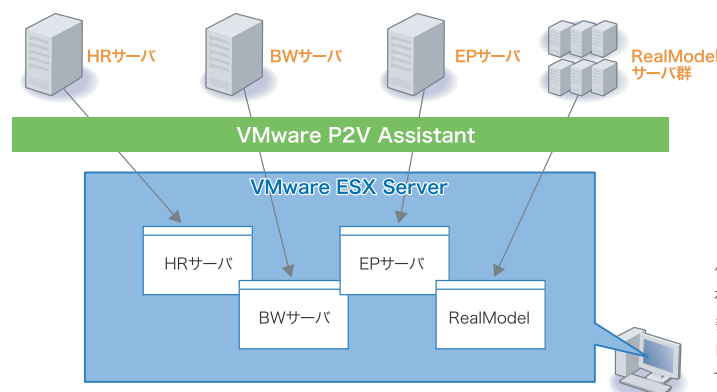 HRサーバ
BWサーバ
EPサーバ
RealModel
サーバ群
VMware P2V Assistant
VMware ESX Server
HRサーバ
EPサーバ
BWサーバ
RealModel